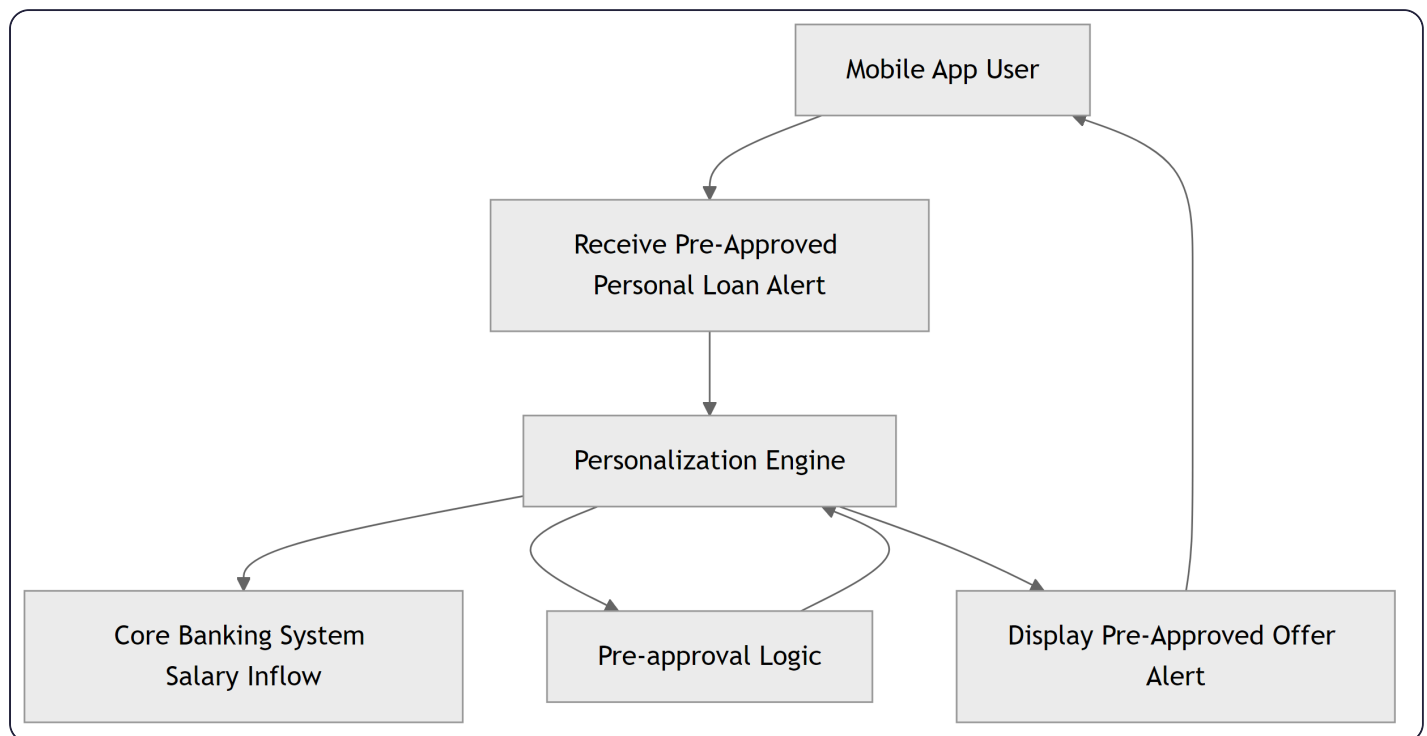 Mobile App User
Receive Pre-Approved
Personal Loan Alert
Personalization Engine
Core Banking System
Salary Inflow
Pre-approval Logic
Display Pre-Approved Offer
Alert